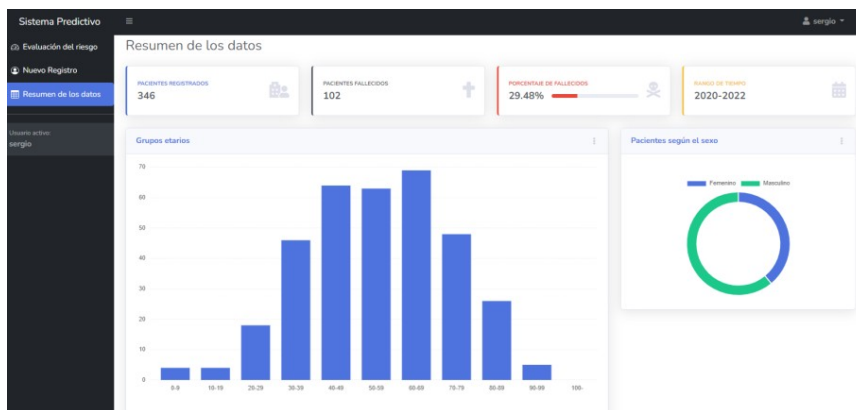 Sistema Predictivo
sergio
Evaluación del riesgo
Nuevo Registro
Resumen de los datos
Usuario activo:
sergio
Resumen de los datos
PACIENTES REGISTRADOS
346
PACIENTES FALLECIDOS
102
PORCENTAJE DE FALLECIDOS
29.48%
RANGO DE TIEMPO
2020-2022
Grupos etarios
70
60
50
40
30
20
10
0
0-9 10-19 20-29 30-39 40-49 50-59 60-69 70-79 80-89 90-99 100-
Pacientes según el sexo
Femenino Masculino